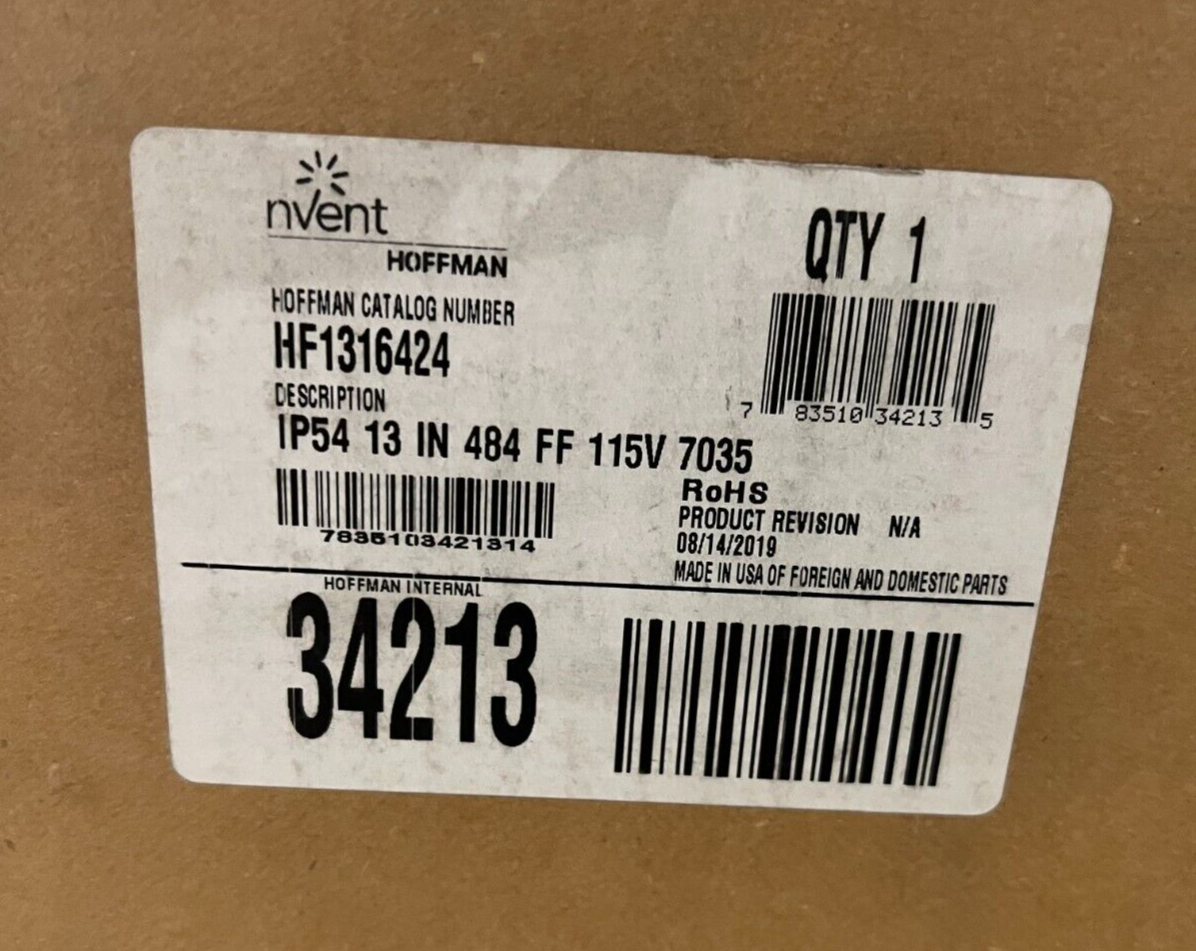 nVent
HOFFMAN
QTY 1
HOFFMAN CATALOG NUMBER
HF1316424
7 83510 34213 5
DESCRIPTION
IP54 13 IN 484 FF 115V 7035
7835103421314
RoHS
PRODUCT REVISION N/A
08/14/2019
MADE IN USA OF FOREIGN AND DOMESTIC PARTS
HOFFMAN INTERNAL
34213